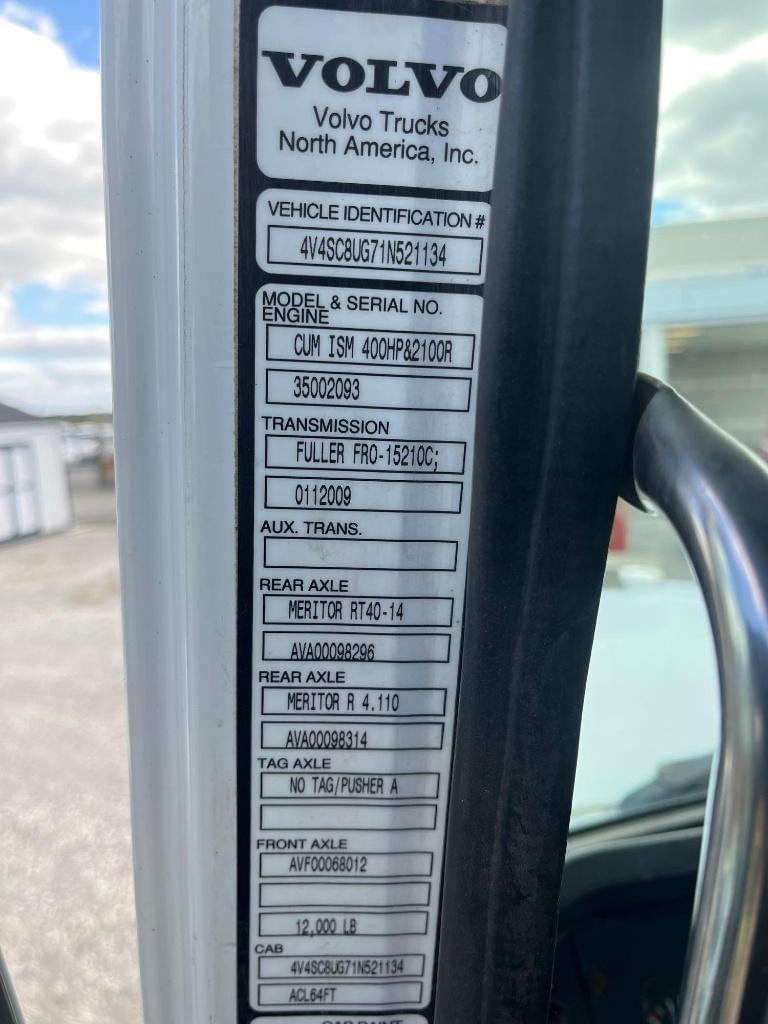 VOLVO
Volvo Trucks
North America, Inc.
VEHICLE IDENTIFICATION #
4V4SC8UG71N521134
MODEL & SERIAL NO.
ENGINE
CUM ISM 400HP&2100R
35002093
TRANSMISSION
FULLER FRO-15210C;
0112009
AUX. TRANS.
REAR AXLE
MERITOR RT40-14
AVA00098296
REAR AXLE
MERITOR R 4.110
AVA00098314
TAG AXLE
NO TAG/PUSHER A
FRONT AXLE
AVF00068012
12,000 LB
CAB
4V4SC8UG71N521134
ACL64FT
CAB PAINT